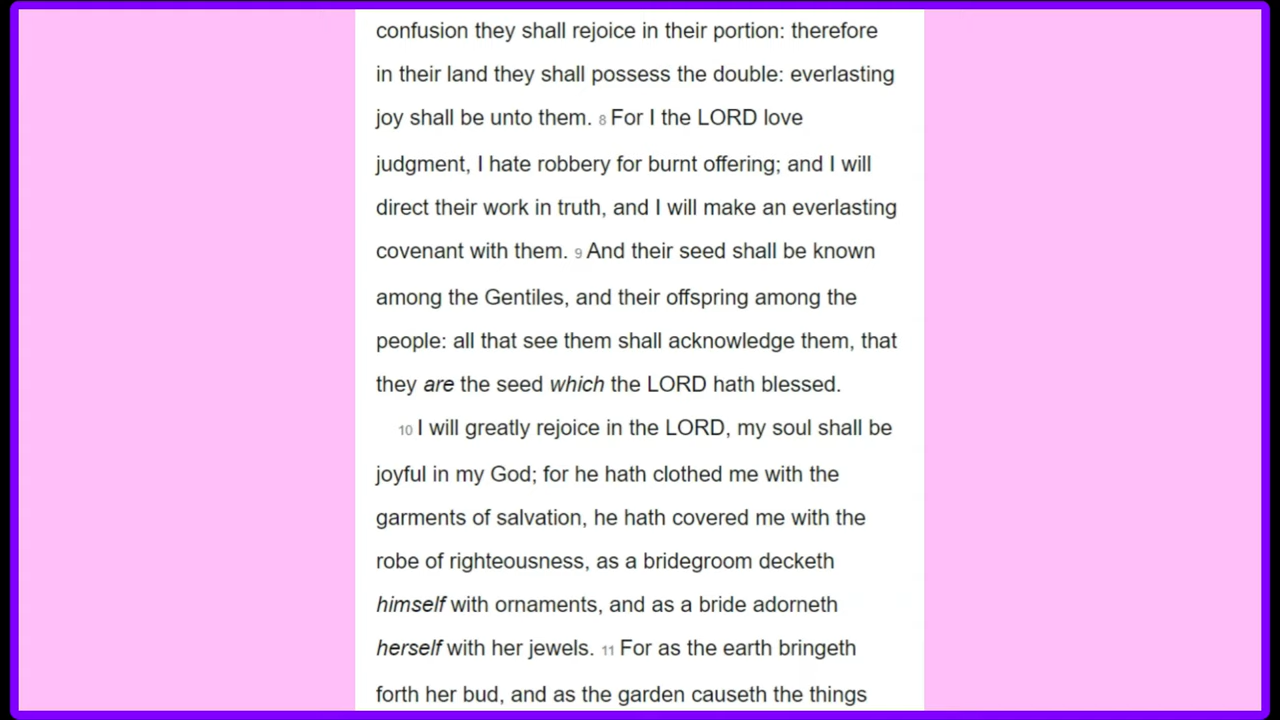 confusion they shall rejoice in their portion: therefore
in their land they shall possess the double: everlasting
joy shall be unto them. 8 For I the LORD love
judgment, I hate robbery for burnt offering; and I will
direct their work in truth, and I will make an everlasting
covenant with them. 9 And their seed shall be known
among the Gentiles, and their offspring among the
people: all that see them shall acknowledge them, that
they are the seed which the LORD hath blessed.
10 I will greatly rejoice in the LORD, my soul shall be
joyful in my God; for he hath clothed me with the
garments of salvation, he hath covered me with the
robe of righteousness, as a bridegroom decketh
himself with ornaments, and as a bride adorneth
herself with her jewels. 11 For as the earth bringeth
forth her bud, and as the garden causeth the things